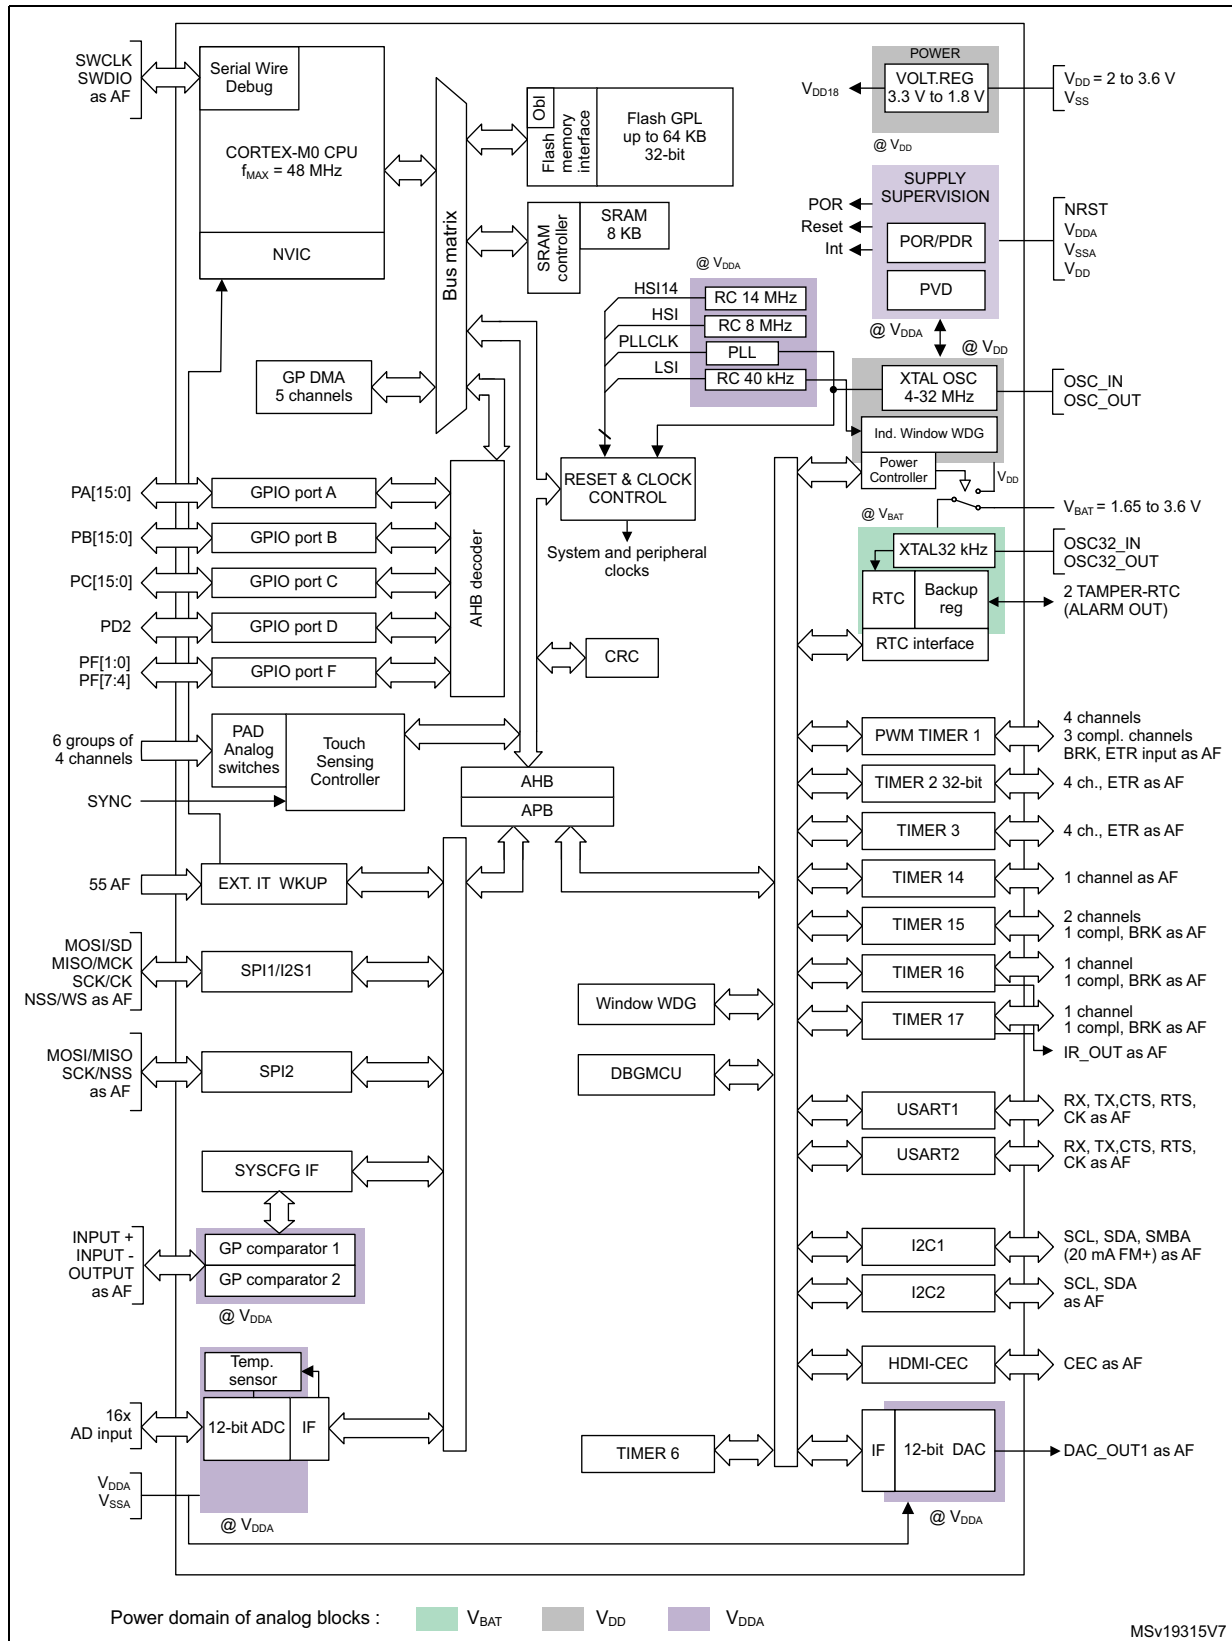 SWCLK
SWDIO
as AF
Serial Wire
Debug
CORTEX-M0 CPU
fMAX = 48 MHz
NVIC
Bus matrix
Obl
Flash
memory
interface
Flash GPL
up to 64 KB
32-bit
SRAM
controller
SRAM
8 KB
POWER
VOLT.REG
3.3 V to 1.8 V
VDD18
VDD = 2 to 3.6 V
VSS
@ VDD
SUPPLY
SUPERVISION
POR/PDR
PVD
POR
Reset
Int
NRST
VDDA
VSSA
VDD
@ VDDA
@ VDDA
@ VDD
HSI14
HSI
PLLCLK
LSI
RC 14 MHz
RC 8 MHz
PLL
RC 40 kHz
XTAL OSC
4-32 MHz
OSC_IN
OSC_OUT
Ind. Window WDG
Power
Controller
VDD
VBAT = 1.65 to 3.6 V
@ VBAT
GP DMA
5 channels
RESET & CLOCK
CONTROL
System and peripheral
clocks
XTAL32 kHz
OSC32_IN
OSC32_OUT
RTC
Backup
reg
2 TAMPER-RTC
(ALARM OUT)
RTC interface
PA[15:0]
GPIO port A
PB[15:0]
GPIO port B
PC[15:0]
GPIO port C
PD2
GPIO port D
PF[1:0]
PF[7:4]
GPIO port F
AHB decoder
CRC
6 groups of
4 channels
PAD
Analog
switches
Touch
Sensing
Controller
SYNC
AHB
APB
PWM TIMER 1
4 channels
3 compl. channels
BRK, ETR input as AF
TIMER 2 32-bit
4 ch., ETR as AF
TIMER 3
4 ch., ETR as AF
55 AF
EXT. IT WKUP
TIMER 14
1 channel as AF
TIMER 15
2 channels
1 compl, BRK as AF
MOSI/SD
MISO/MCK
SCK/CK
NSS/WS as AF
SPI1/I2S1
TIMER 16
1 channel
1 compl, BRK as AF
Window WDG
TIMER 17
1 channel
1 compl, BRK as AF
IR_OUT as AF
MOSI/MISO
SCK/NSS
as AF
SPI2
DBGMCU
USART1
RX, TX,CTS, RTS,
CK as AF
USART2
RX, TX,CTS, RTS,
CK as AF
SYSCFG IF
INPUT +
INPUT -
OUTPUT
as AF
GP comparator 1
GP comparator 2
@ VDDA
I2C1
SCL, SDA, SMBA
(20 mA FM+) as AF
I2C2
SCL, SDA
as AF
HDMI-CEC
CEC as AF
Temp.
sensor
16x
AD input
12-bit ADC
IF
TIMER 6
IF
12-bit DAC
DAC_OUT1 as AF
VDDA
VSSA
@ VDDA
@ VDDA
Power domain of analog blocks :
VBAT
VDD
VDDA
MSv19315V7